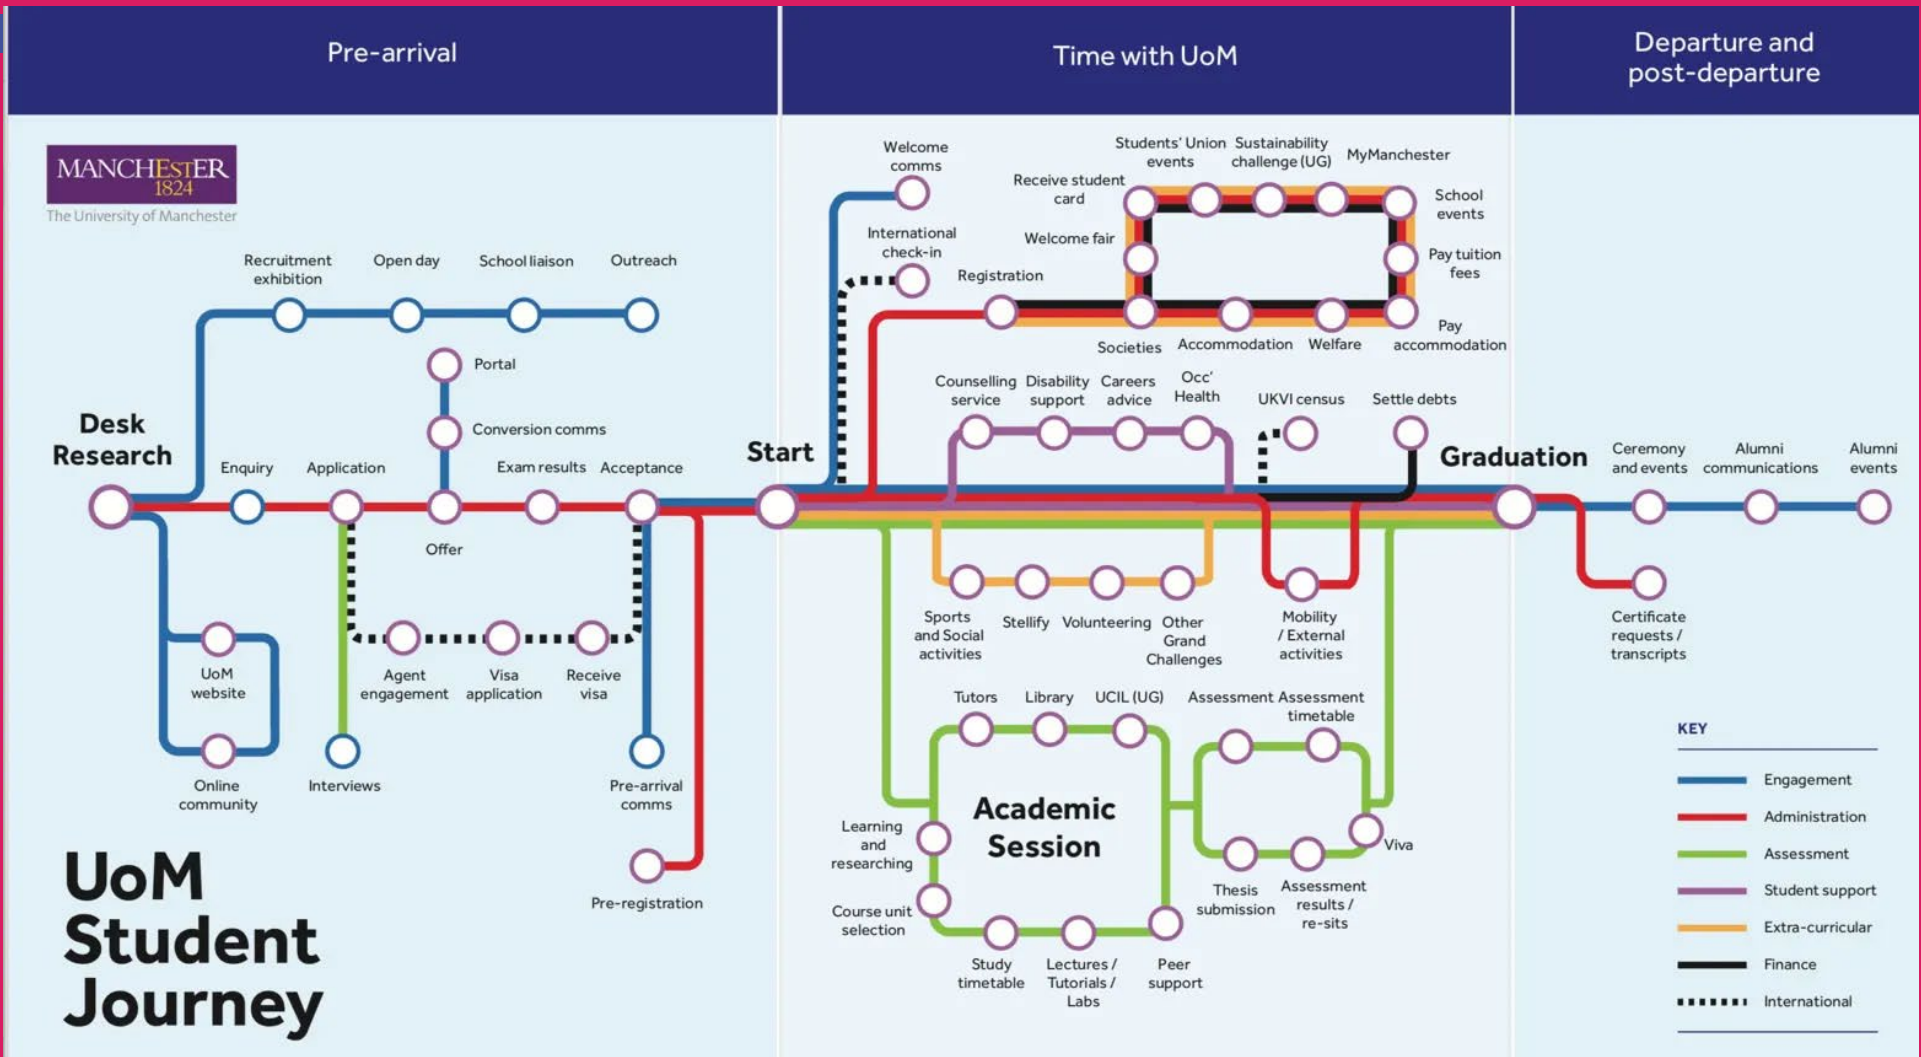 Pre-arrival
Time with UoM
Departure and
post-departure
MANCHESTER
1824
The University of Manchester
Recruitment
exhibition
Open day
School liaison
Outreach
Portal
Conversion comms
Desk
Research
Enquiry
Application
Exam results
Acceptance
Offer
UoM
website
Online
community
Agent
engagement
Visa
application
Receive
visa
Interviews
Pre-arrival
comms
Pre-registration
UoM
Student
Journey
Start
Welcome
comms
International
check-in
Registration
Receive student
card
Welcome fair
Students' Union
events
Sustainability
challenge (UG)
MyManchester
School
events
Pay tuition
fees
Pay
accommodation
Societies
Accommodation
Welfare
Counselling
service
Disability
support
Careers
advice
Occ'
Health
UKVI census
Settle debts
Graduation
Sports
and Social
activities
Stellify
Volunteering
Other
Grand
Challenges
Mobility
/ External
activities
Tutors
Library
UCIL (UG)
Assessment
Assessment
timetable
Academic
Session
Learning
and
researching
Course unit
selection
Study
timetable
Lectures /
Tutorials /
Labs
Peer
support
Thesis
submission
Assessment
results /
re-sits
Viva
Ceremony
and events
Alumni
communications
Alumni
events
Certificate
requests /
transcripts
KEY
Engagement
Administration
Assessment
Student support
Extra-curricular
Finance
International